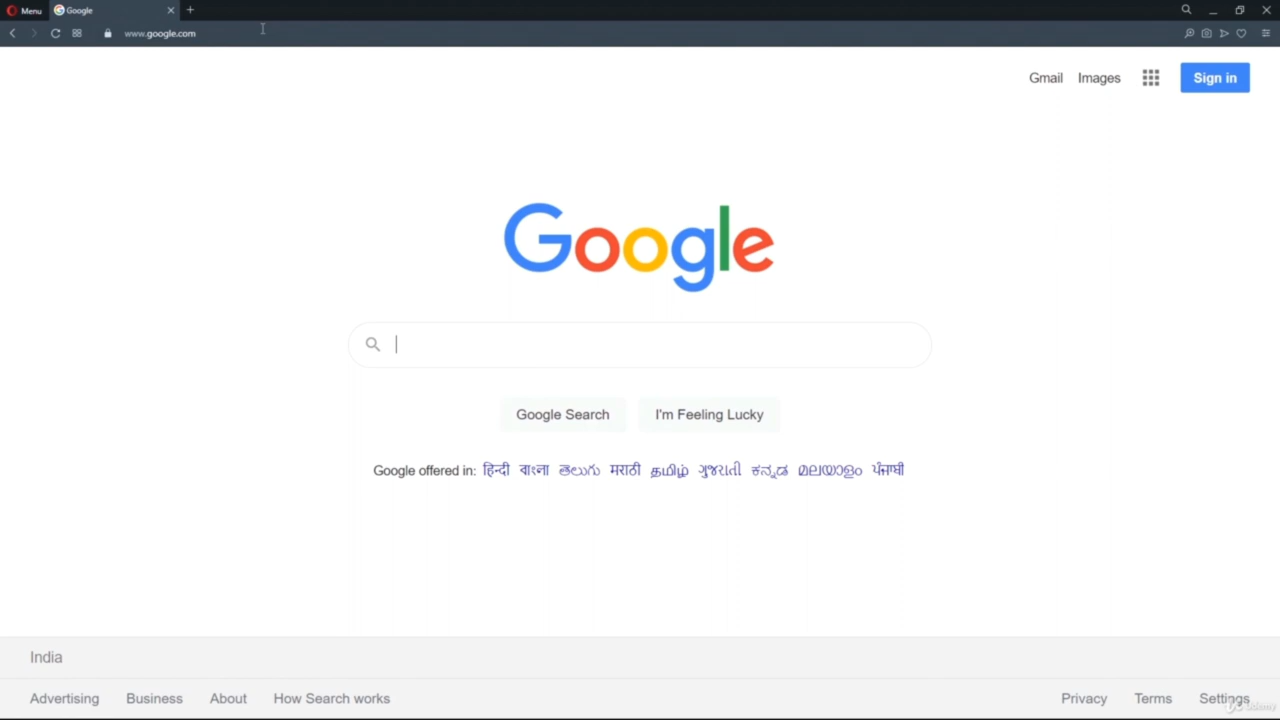 Menu Google
www.google.com
Gmail Images Sign in
Google
Google Search I'm Feeling Lucky
Google offered in: हिन्दी বাংলা తెలుగు मराठी தமிழ் ગુજરાતી ಕನ್ನಡ മലയാളം ਪੰਜਾਬੀ
India
Advertising Business About How Search works Privacy Terms Settings
Udemy